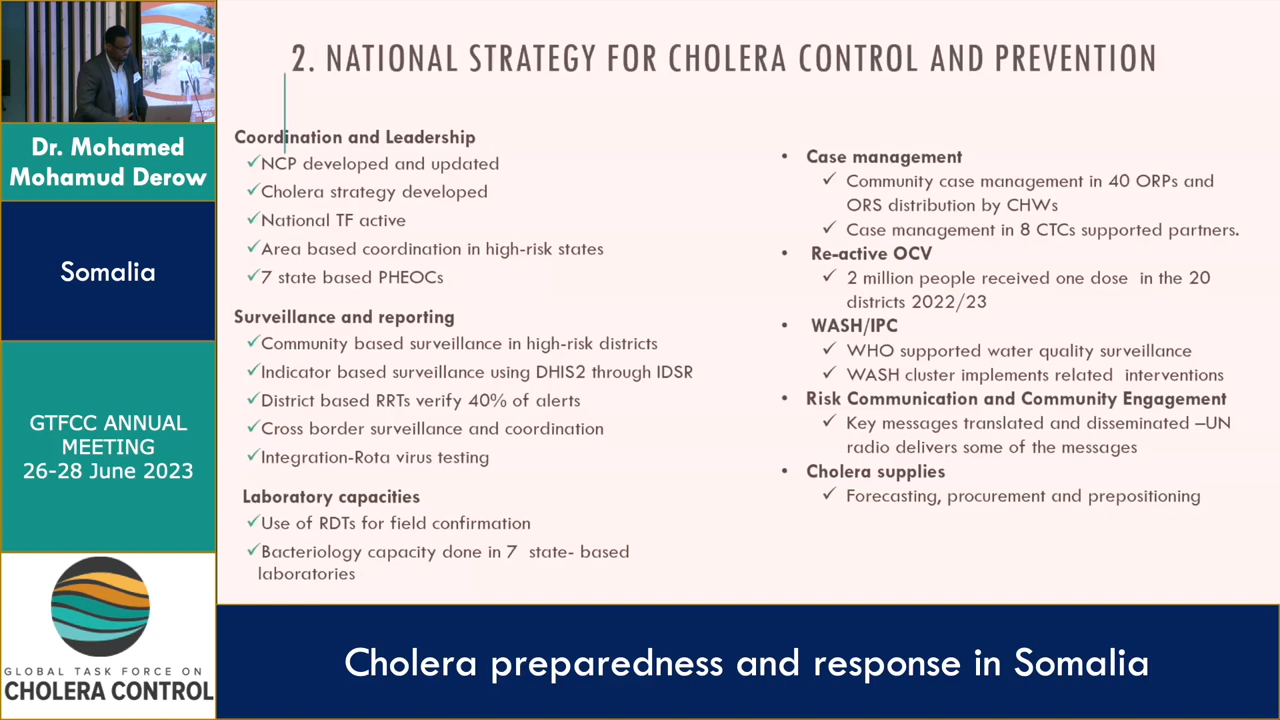 2. NATIONAL STRATEGY FOR CHOLERA CONTROL AND PREVENTION
Coordination and Leadership
✓NCP developed and updated
✓Cholera strategy developed
✓National TF active
✓Area based coordination in high-risk states
✓7 state based PHEOCs
Surveillance and reporting
✓Community based surveillance in high-risk districts
✓Indicator based surveillance using DHIS2 through IDSR
✓District based RRTs verify 40% of alerts
✓Cross border surveillance and coordination
✓Integration-Rota virus testing
Laboratory capacities
✓Use of RDTs for field confirmation
✓Bacteriology capacity done in 7 state- based
laboratories
• Case management
✓ Community case management in 40 ORPs and
ORS distribution by CHWs
✓ Case management in 8 CTCs supported partners.
• Re-active OCV
✓ 2 million people received one dose in the 20
districts 2022/23
• WASH/IPC
✓ WHO supported water quality surveillance
✓ WASH cluster implements related interventions
• Risk Communication and Community Engagement
✓ Key messages translated and disseminated –UN
radio delivers some of the messages
• Cholera supplies
✓ Forecasting, procurement and prepositioning
Dr. Mohamed
Mohamud Derow
Somalia
GTFCC ANNUAL
MEETING
26-28 June 2023
GLOBAL TASK FORCE ON
CHOLERA CONTROL
Cholera preparedness and response in Somalia